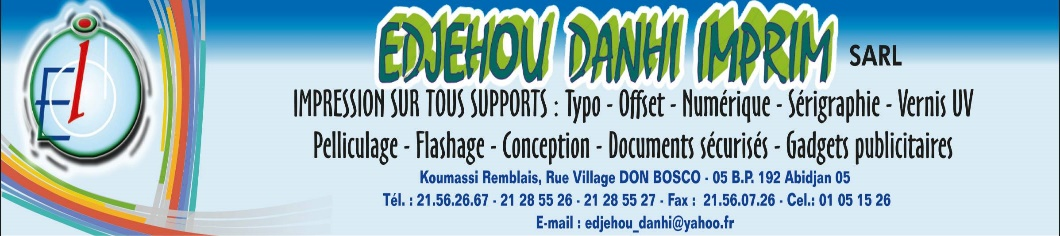 EDJEHOU DANHI IMPRIM SARL
IMPRESSION SUR TOUS SUPPORTS : Typo - Offset - Numérique - Sérigraphie - Vernis UV
Pelliculage - Flashage - Conception - Documents sécurisés - Gadgets publicitaires
Koumassi Remblais, Rue Village DON BOSCO - 05 B.P. 192 Abidjan 05
Tél. : 21.56.26.67 - 21 28 55 26 - 21 28 55 27 - Fax : 21.56.07.26 - Cel.: 01 05 15 26
E-mail : edjehou_danhi@yahoo.fr